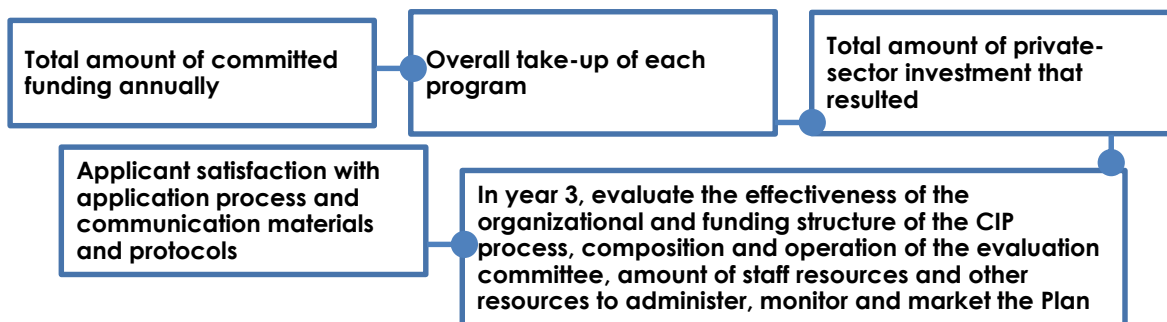 Total amount of committed
funding annually
Overall take-up of each
program
Total amount of private-
sector investment that
resulted
Applicant satisfaction with
application process and
communication materials
and protocols
In year 3, evaluate the effectiveness of the
organizational and funding structure of the CIP
process, composition and operation of the evaluation
committee, amount of staff resources and other
resources to administer, monitor and market the Plan